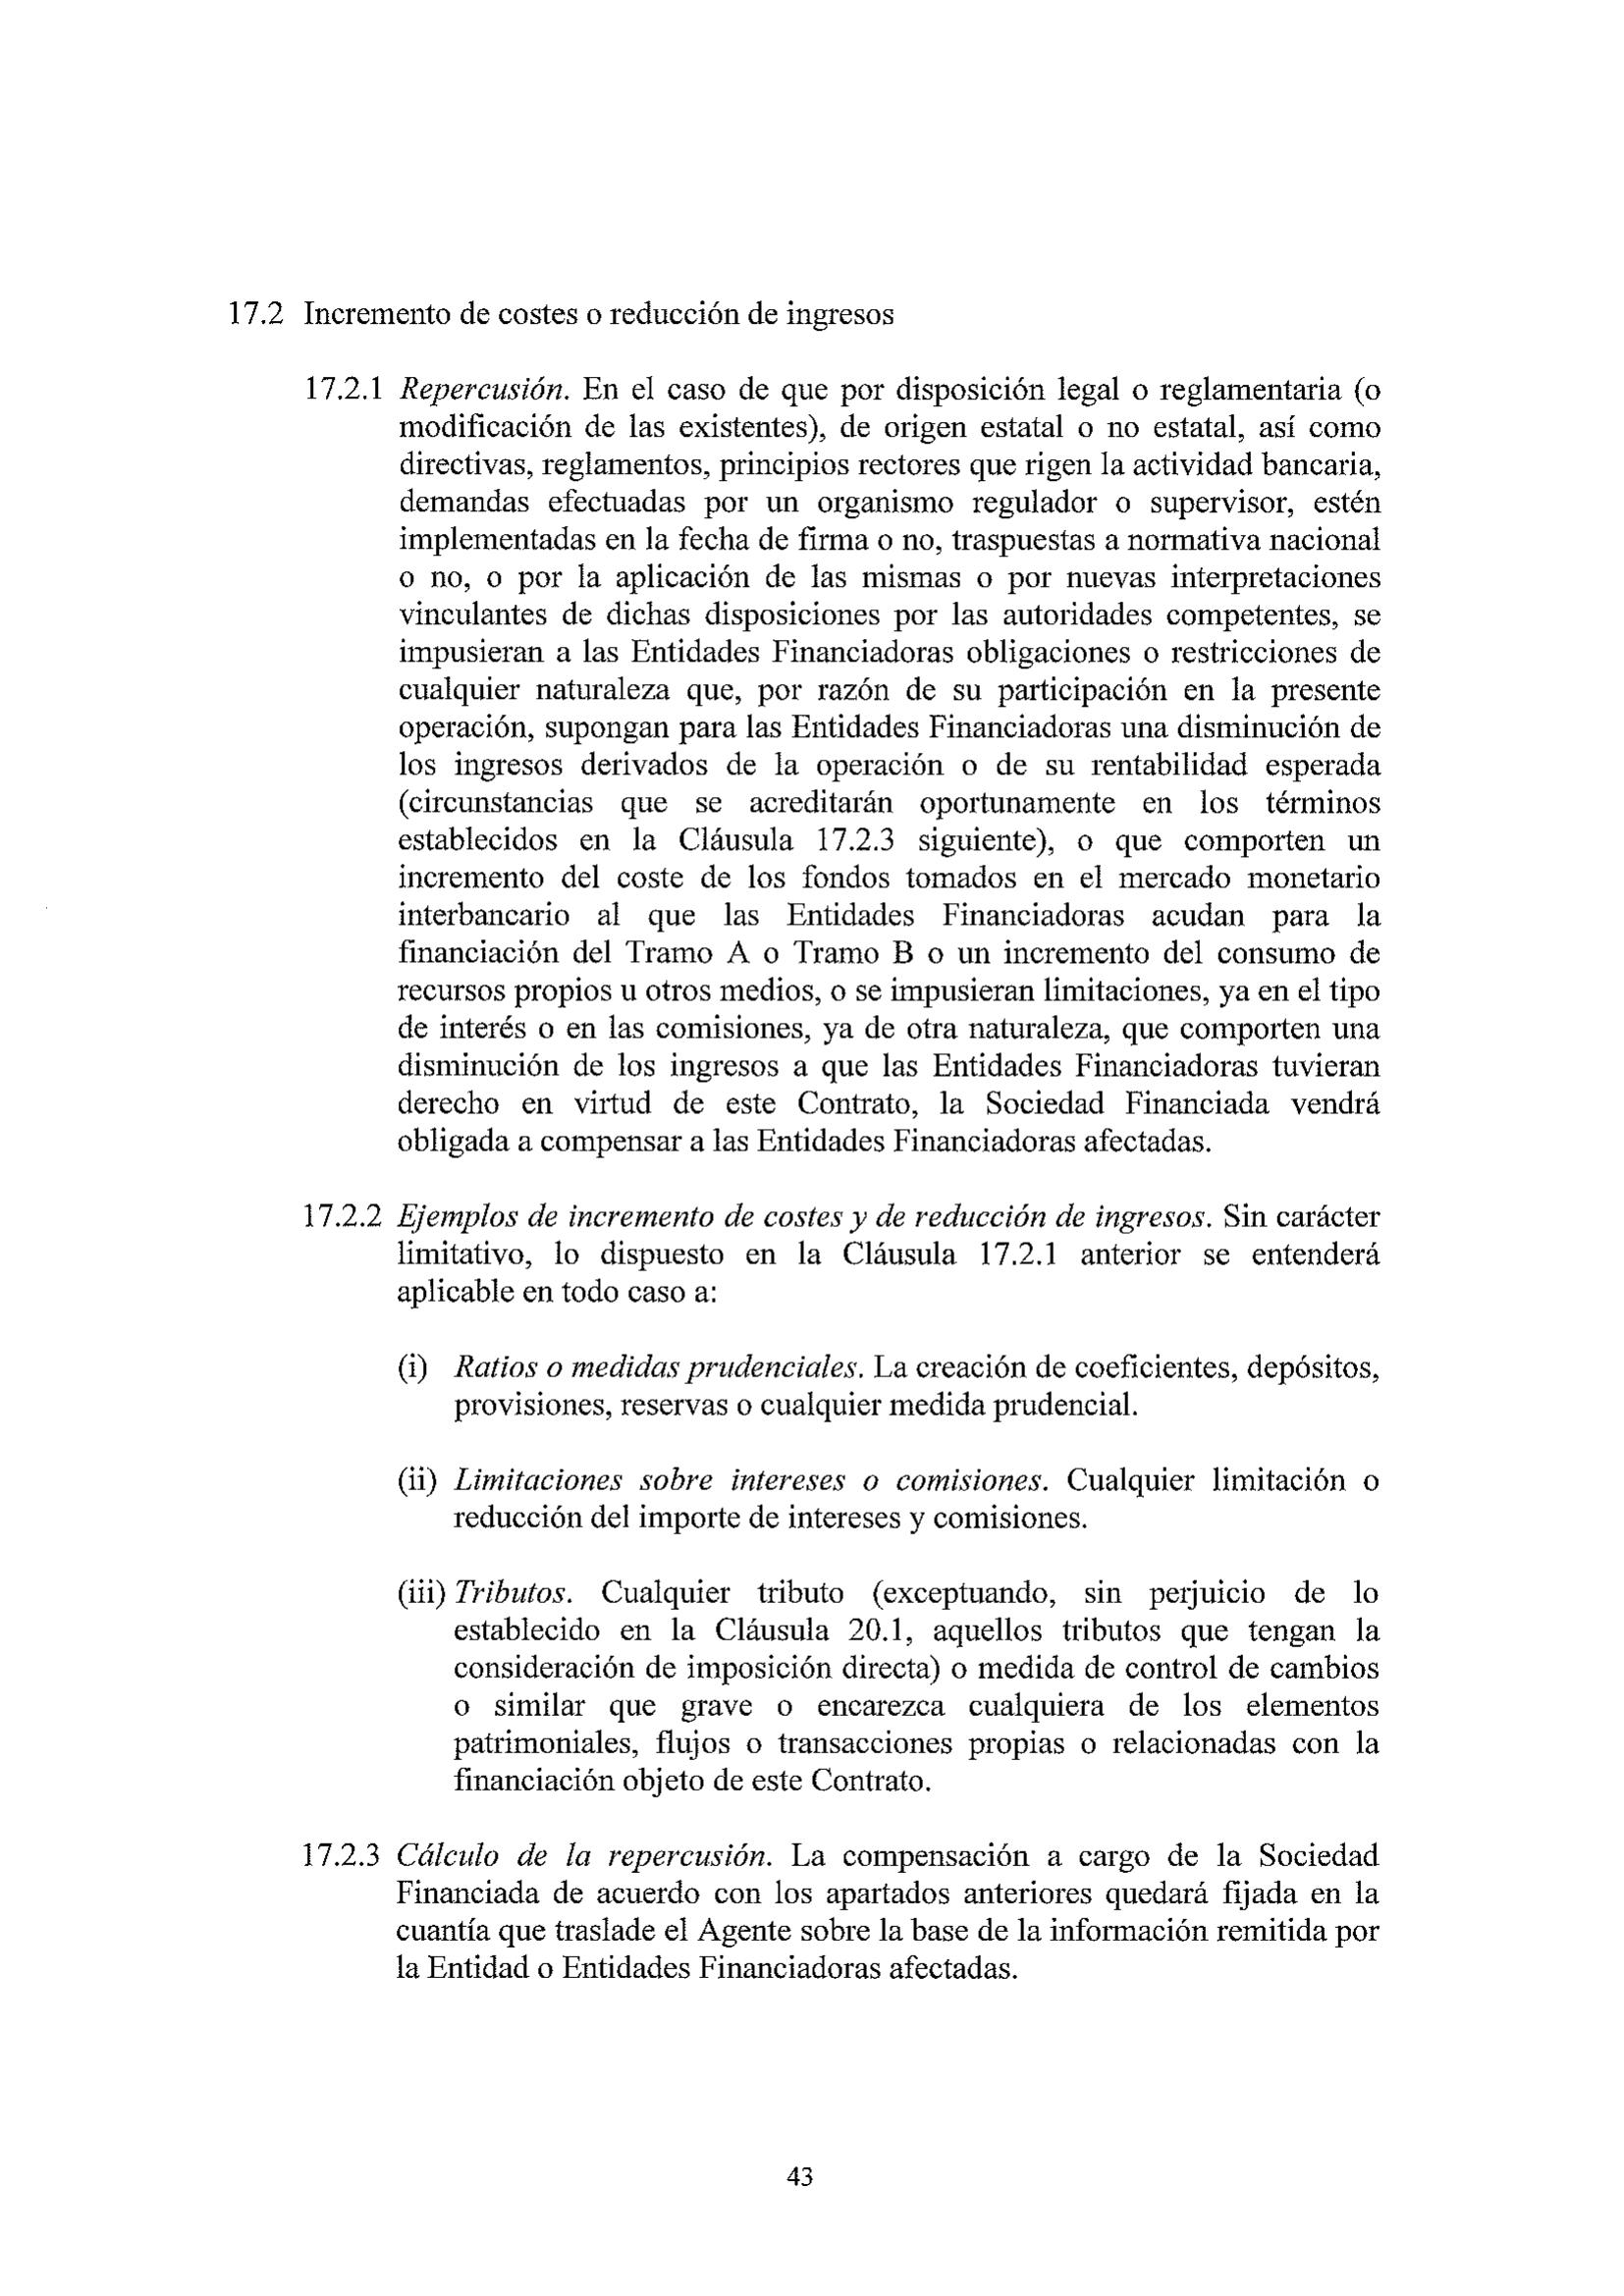 17.2 Incremento de costes o reducción de ingresos
17.2.1 Repercusión. En el caso de que por disposición legal o reglamentaria (o
modificación de las existentes), de origen estatal o no estatal, así como
directivas, reglamentos, principios rectores que rigen la actividad bancaria,
demandas efectuadas por un organismo regulador o supervisor, estén
implementadas en la fecha de firma o no, traspuestas a normativa nacional
o no, o por la aplicación de las mismas o por nuevas interpretaciones
vinculantes de dichas disposiciones por las autoridades competentes, se
impusieran a las Entidades Financiadoras obligaciones o restricciones de
cualquier naturaleza que, por razón de su participación en la presente
operación, supongan para las Entidades Financiadoras una disminución de
los ingresos derivados de la operación o de su rentabilidad esperada
(circunstancias que se acreditarán oportunamente en los términos
establecidos en la Cláusula 17.2.3 siguiente), o que comporten un
incremento del coste de los fondos tomados en el mercado monetario
interbancario al que las Entidades Financiadoras acudan para la
financiación del Tramo A o Tramo B o un incremento del consumo de
recursos propios u otros medios, o se impusieran limitaciones, ya en el tipo
de interés o en las comisiones, ya de otra naturaleza, que comporten una
disminución de los ingresos a que las Entidades Financiadoras tuvieran
derecho en virtud de este Contrato, la Sociedad Financiada vendrá
obligada a compensar a las Entidades Financiadoras afectadas.
17.2.2 Ejemplos de incremento de costes y de reducción de ingresos. Sin carácter
limitativo, lo dispuesto en la Cláusula 17.2.1 anterior se entenderá
aplicable en todo caso a:
(i) Ratios o medidas prudenciales. La creación de coeficientes, depósitos,
provisiones, reservas o cualquier medida prudencial.
(ii) Limitaciones sobre intereses o comisiones. Cualquier limitación o
reducción del importe de intereses y comisiones.
(iii) Tributos. Cualquier tributo (exceptuando, sin perjuicio de lo
establecido en la Cláusula 20.1, aquellos tributos que tengan la
consideración de imposición directa) o medida de control de cambios
o similar que grave o encarezca cualquiera de los elementos
patrimoniales, flujos o transacciones propias o relacionadas con la
financiación objeto de este Contrato.
17.2.3 Cálculo de la repercusión. La compensación a cargo de la Sociedad
Financiada de acuerdo con los apartados anteriores quedará fijada en la
cuantía que traslade el Agente sobre la base de la información remitida por
la Entidad o Entidades Financiadoras afectadas.
43